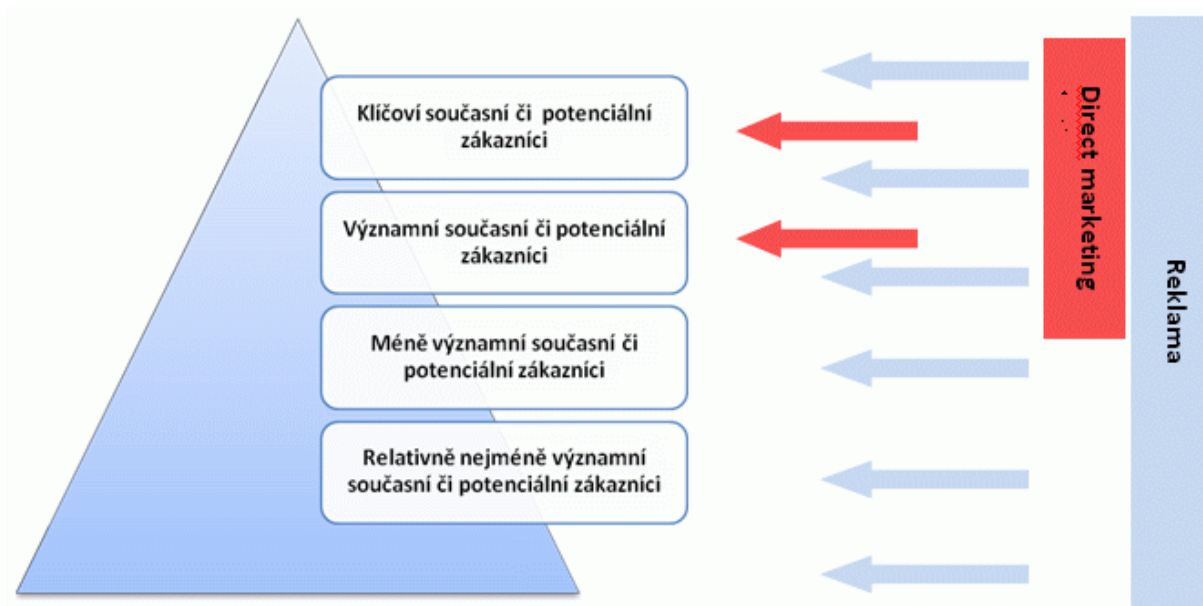 Klíčoví současní či potenciální
zákazníci
Významní současní či potenciální
zákazníci
Méně významní současní či
potenciální zákazníci
Relativně nejméně významní
současní či potenciální zákazníci
Direct marketing
Reklama